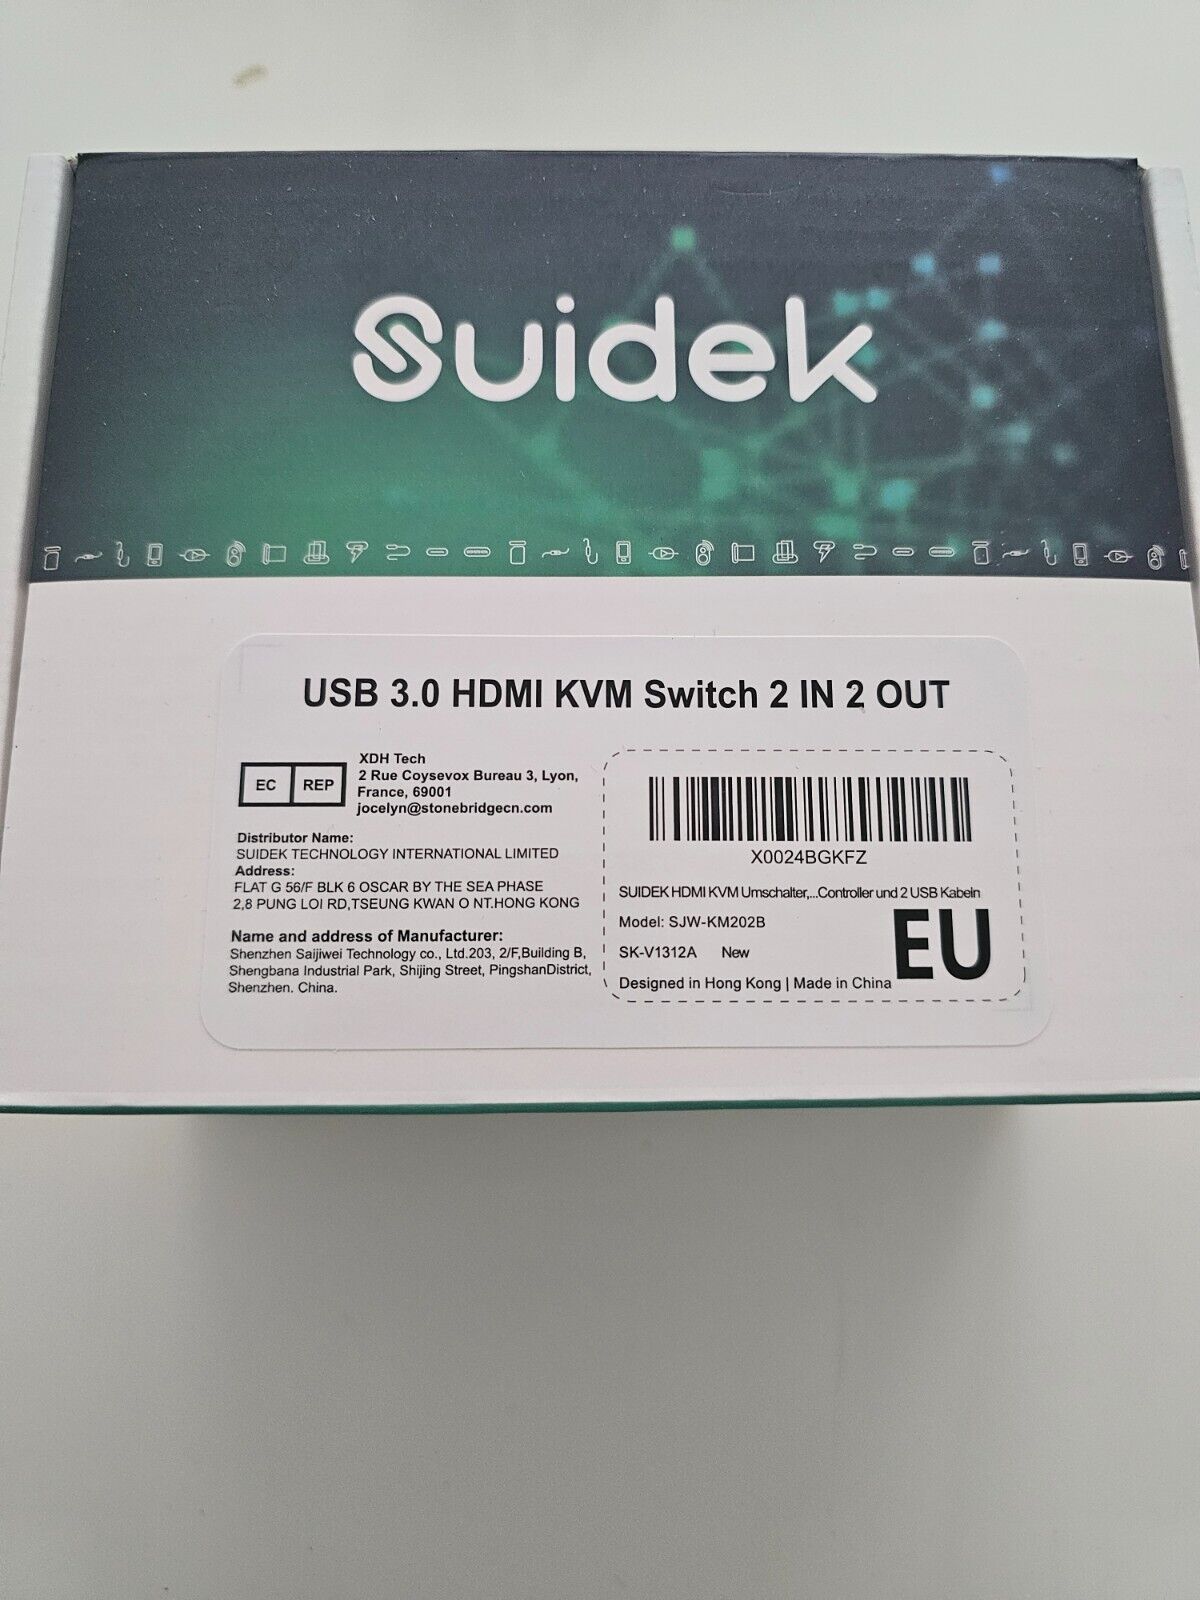 Suidek
USB 3.0 HDMI KVM Switch 2 IN 2 OUT
EC REP
XDH Tech
2 Rue Coysevox Bureau 3, Lyon,
France, 69001
jocelyn@stonebridgecn.com
Distributor Name:
SUIDEK TECHNOLOGY INTERNATIONAL LIMITED
Address:
FLAT G 56/F BLK 6 OSCAR BY THE SEA PHASE
2,8 PUNG LOI RD,TSEUNG KWAN O NT.HONG KONG
Name and address of Manufacturer:
Shenzhen Saijiwei Technology co., Ltd.203, 2/F,Building B,
Shengbana Industrial Park, Shijing Street, PingshanDistrict,
Shenzhen. China.
X0024BGKFZ
SUIDEK HDMI KVM Umschalter,...Controller und 2 USB Kabeln
Model: SJW-KM202B
SK-V1312A New
EU
Designed in Hong Kong | Made in China